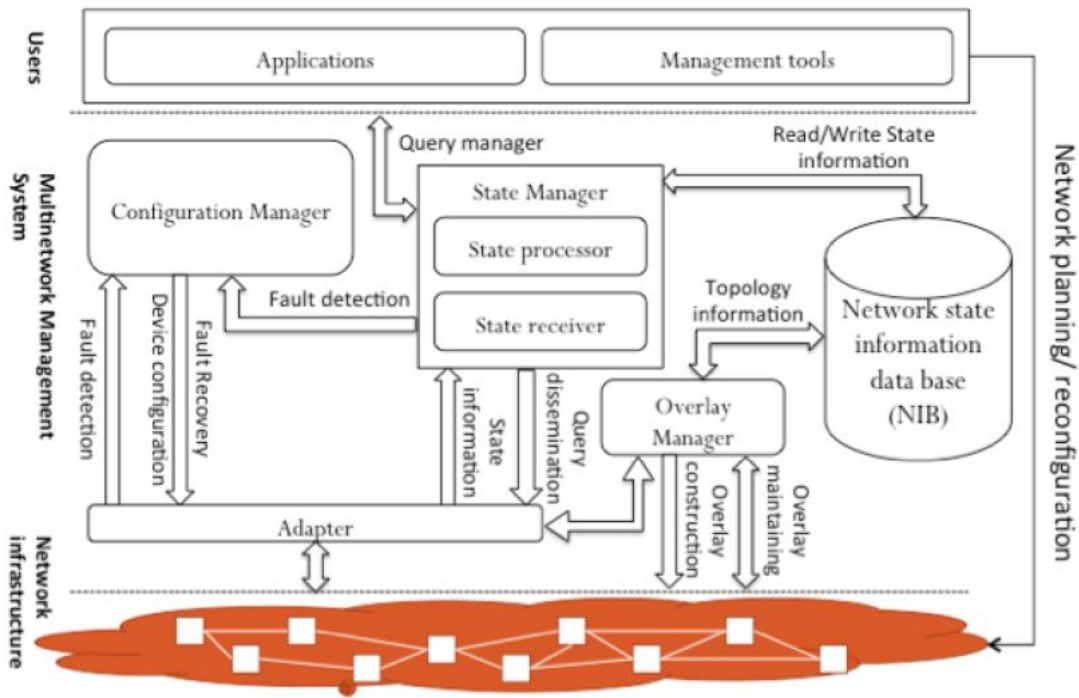 Users
Applications
Management tools
Query manager
Read/Write State
information
Multinetwork Management
System
Configuration Manager
State Manager
State processor
State receiver
Fault detection
Topology
information
Network state
information
data base
(NIB)
Overlay
Manager
Fault detection
Device configuration
Fault Recovery
State
information
Query
dissemination
Overlay
construction
Overlay
maintaining
Adapter
Network
infrastructure
Network planning/ reconfiguration